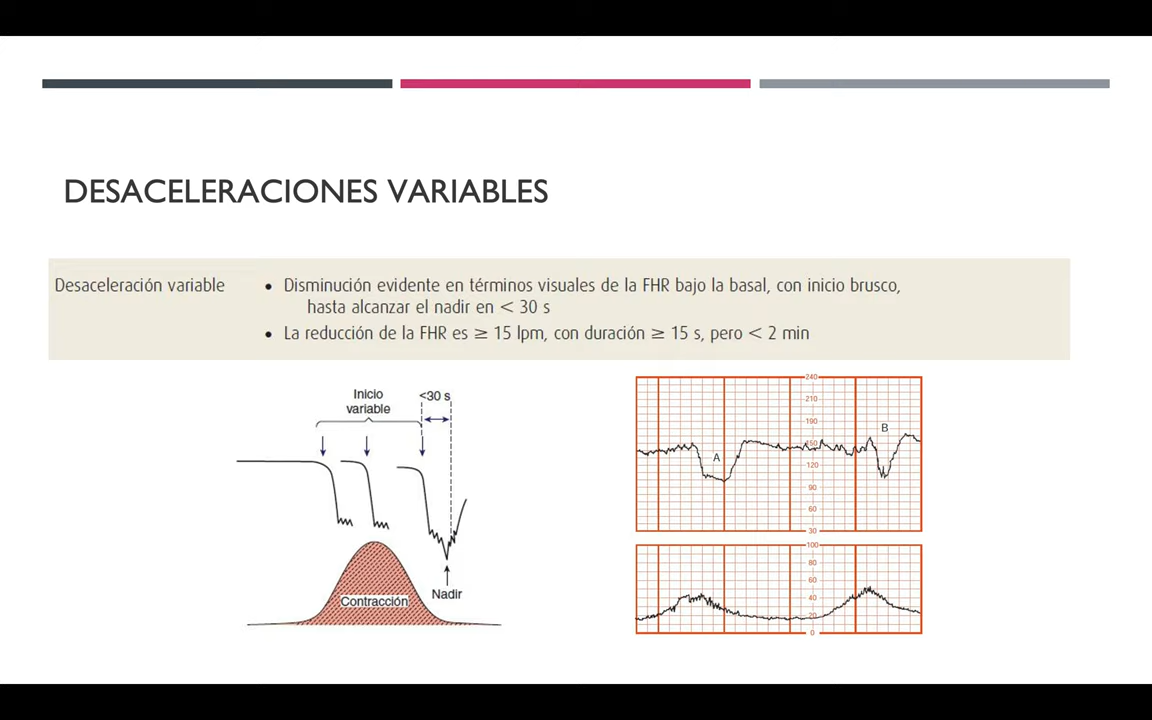 DESACELERACIONES VARIABLES
Desaceleración variable
• Disminución evidente en términos visuales de la FHR bajo la basal, con inicio brusco,
hasta alcanzar el nadir en < 30 s
• La reducción de la FHR es ≥ 15 lpm, con duración ≥ 15 s, pero < 2 min
Inicio
variable
<30 s
Contracción
Nadir
240
210
190
150
120
90
60
30
A
B
100
80
60
40
20
0